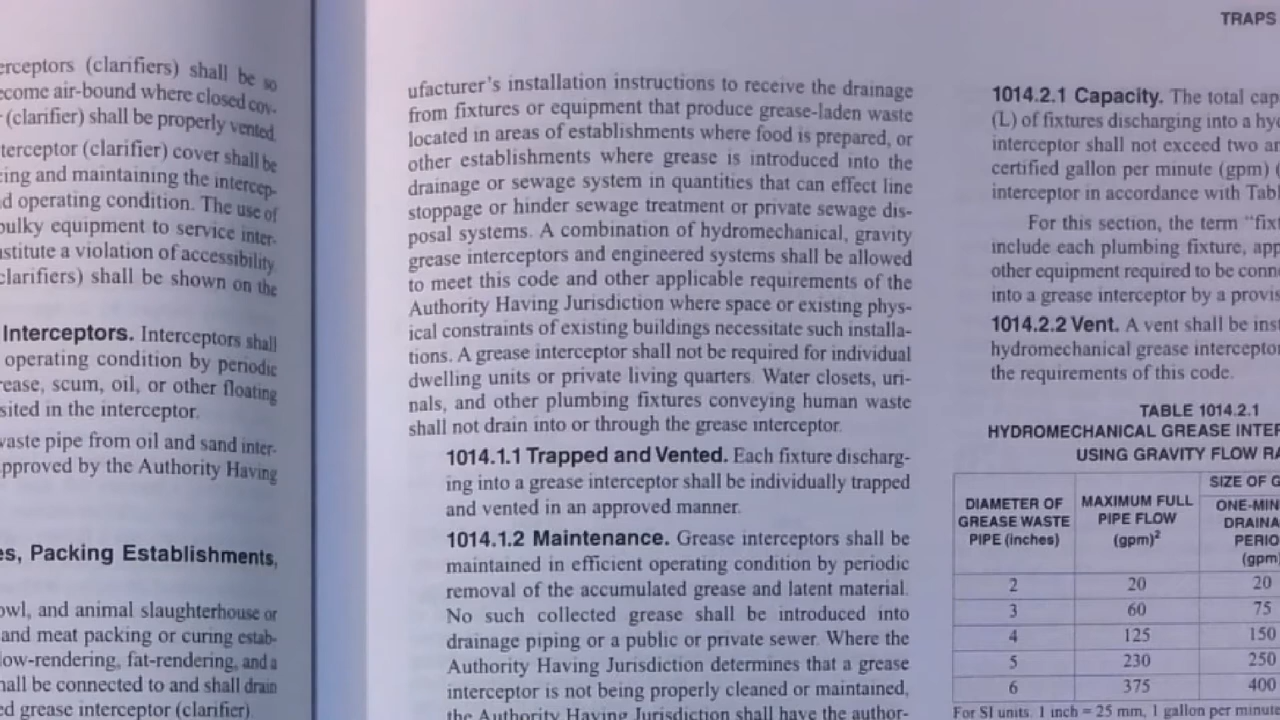 erceptors (clarifiers) shall be so
ecome air-bound where closed cov-
(clarifier) shall be properly vented.
terceptor (clarifier) cover shall be
cing and maintaining the intercep-
d operating condition. The use of
bulky equipment to service inter-
stitute a violation of accessibility.
clarifiers) shall be shown on the
Interceptors. Interceptors shall
operating condition by periodic
rease, scum, oil, or other floating
sited in the interceptor.
waste pipe from oil and sand inter-
pproved by the Authority Having
es, Packing Establishments,
owl, and animal slaughterhouse or
and meat packing or curing estab-
low-rendering, fat-rendering, and a
hall be connected to and shall drain
ed grease interceptor (clarifier)
ufacturer's installation instructions to receive the drainage
from fixtures or equipment that produce grease-laden waste
located in areas of establishments where food is prepared, or
other establishments where grease is introduced into the
drainage or sewage system in quantities that can effect line
stoppage or hinder sewage treatment or private sewage dis-
posal systems. A combination of hydromechanical, gravity
grease interceptors and engineered systems shall be allowed
to meet this code and other applicable requirements of the
Authority Having Jurisdiction where space or existing phys-
ical constraints of existing buildings necessitate such installa-
tions. A grease interceptor shall not be required for individual
dwelling units or private living quarters. Water closets, uri-
nals, and other plumbing fixtures conveying human waste
shall not drain into or through the grease interceptor.
1014.1.1 Trapped and Vented. Each fixture discharg-
ing into a grease interceptor shall be individually trapped
and vented in an approved manner.
1014.1.2 Maintenance. Grease interceptors shall be
maintained in efficient operating condition by periodic
removal of the accumulated grease and latent material.
No such collected grease shall be introduced into
drainage piping or a public or private sewer. Where the
Authority Having Jurisdiction determines that a grease
interceptor is not being properly cleaned or maintained,
the Authority Having Jurisdiction shall have the author-
TRAPS
1014.2.1 Capacity. The total cap
(L) of fixtures discharging into a hyd
interceptor shall not exceed two an
certified gallon per minute (gpm) (
interceptor in accordance with Tabl
For this section, the term "fixt
include each plumbing fixture, app
other equipment required to be conn
into a grease interceptor by a provis
1014.2.2 Vent. A vent shall be inst
hydromechanical grease interceptor
the requirements of this code.
TABLE 1014.2.1
HYDROMECHANICAL GREASE INTER
USING GRAVITY FLOW RA
SIZE OF G
DIAMETER OF GREASE WASTE PIPE (inches) MAXIMUM FULL PIPE FLOW (gpm)2 ONE-MIN DRAINA PERIO (gpm)
2 20 20
3 60 75
4 125 150
5 230 250
6 375 400
For SI units: 1 inch = 25 mm, 1 gallon per minute